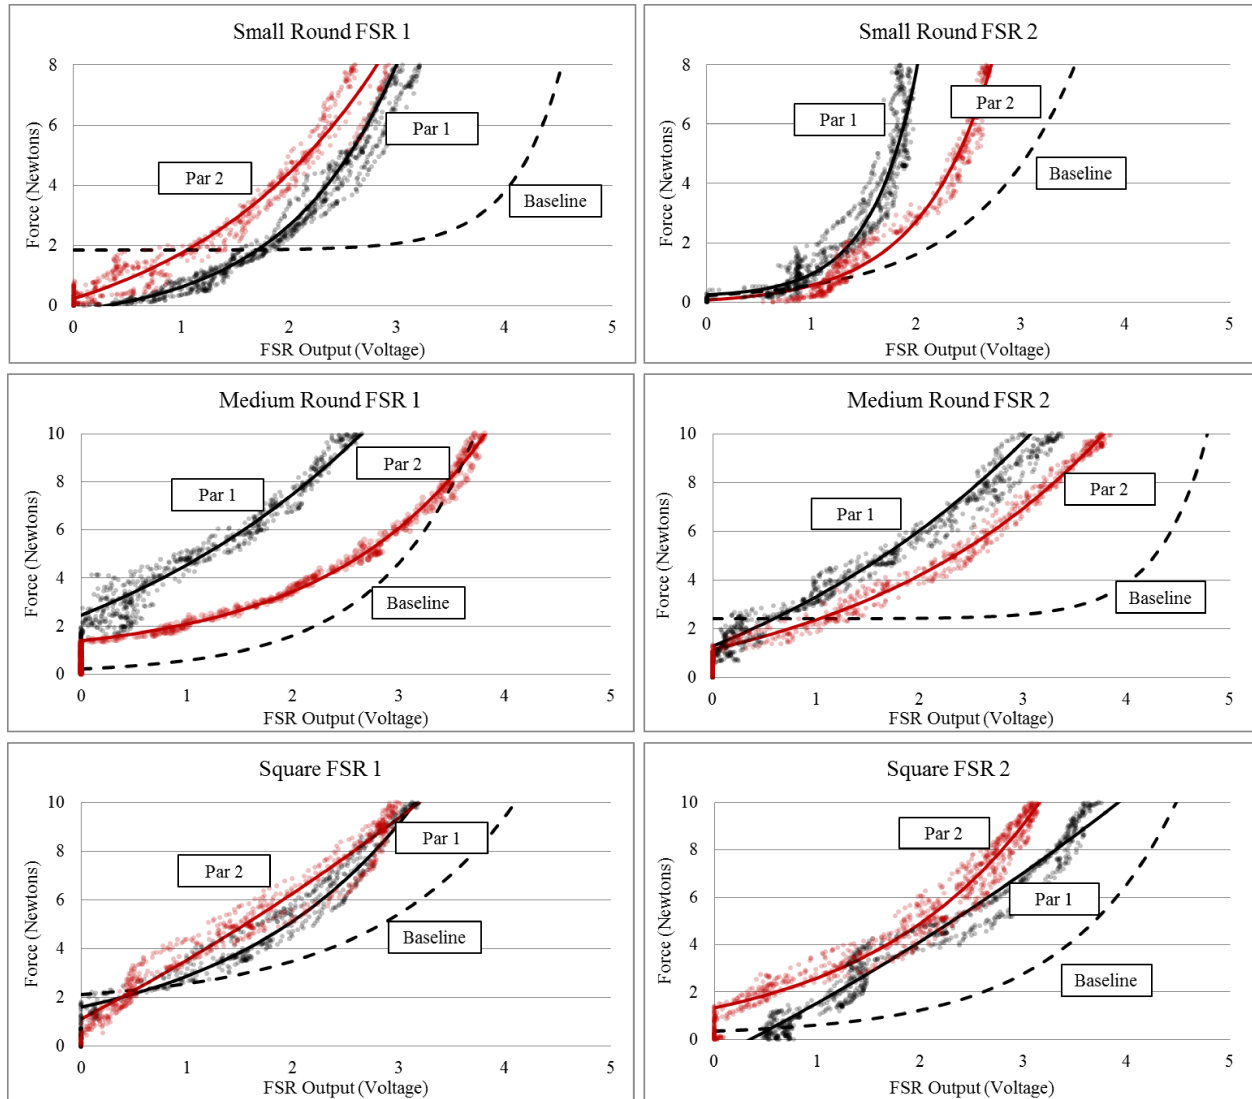 Small Round FSR 1
8
6
4
2
0
Force (Newtons)
Par 1
Par 2
Baseline
0 1 2 3 4 5
FSR Output (Voltage)
Small Round FSR 2
8
6
4
2
0
Force (Newtons)
Par 2
Par 1
Baseline
0 1 2 3 4 5
FSR Output (Voltage)
Medium Round FSR 1
10
8
6
4
2
0
Force (Newtons)
Par 2
Par 1
Baseline
0 1 2 3 4 5
FSR Output (Voltage)
Medium Round FSR 2
10
8
6
4
2
0
Force (Newtons)
Par 2
Par 1
Baseline
0 1 2 3 4 5
FSR Output (Voltage)
Square FSR 1
10
8
6
4
2
0
Force (Newtons)
Par 1
Par 2
Baseline
0 1 2 3 4 5
FSR Output (Voltage)
Square FSR 2
10
8
6
4
2
0
Force (Newtons)
Par 2
Par 1
Baseline
0 1 2 3 4 5
FSR Output (Voltage)